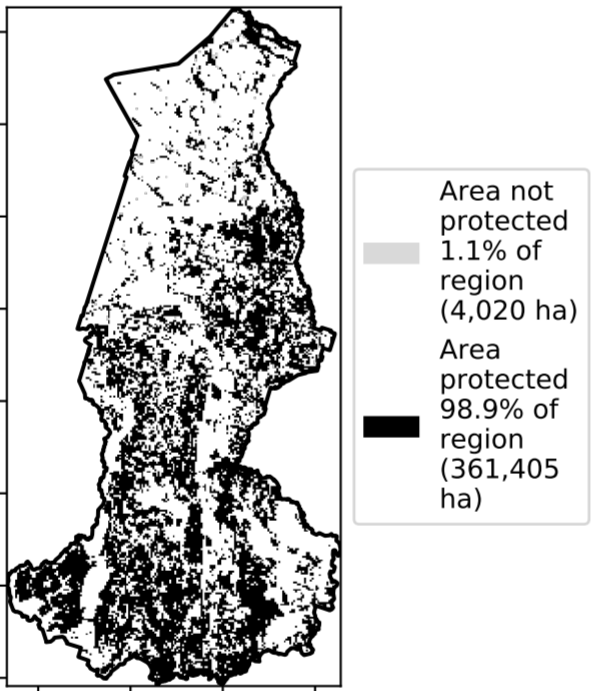 Area not
protected
1.1% of
region
(4,020 ha)
Area
protected
98.9% of
region
(361,405
ha)